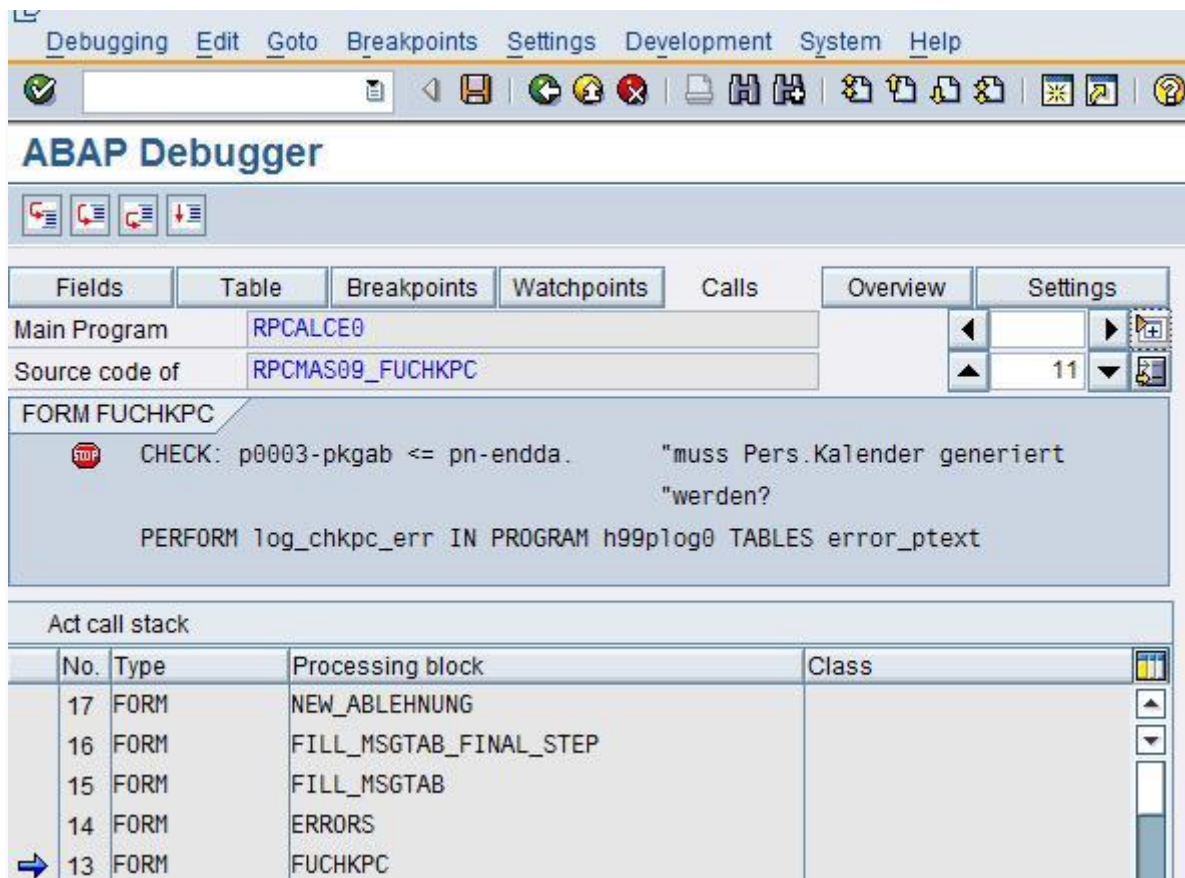 Debugging Edit Goto Breakpoints Settings Development System Help
ABAP Debugger
Fields Table Breakpoints Watchpoints Calls Overview Settings
Main Program RPCALCE0
Source code of RPCMAS09_FUCHKPC 11
FORM FUCHKPC
STOP CHECK: p0003-pkgab <= pn-endda. "muss Pers.Kalender generiert
"werden?
PERFORM log_chkpc_err IN PROGRAM h99plog0 TABLES error_ptext
Act call stack
No. Type Processing block Class
17 FORM NEW_ABLEHNUNG
16 FORM FILL_MSGTAB_FINAL_STEP
15 FORM FILL_MSGTAB
14 FORM ERRORS
13 FORM FUCHKPC